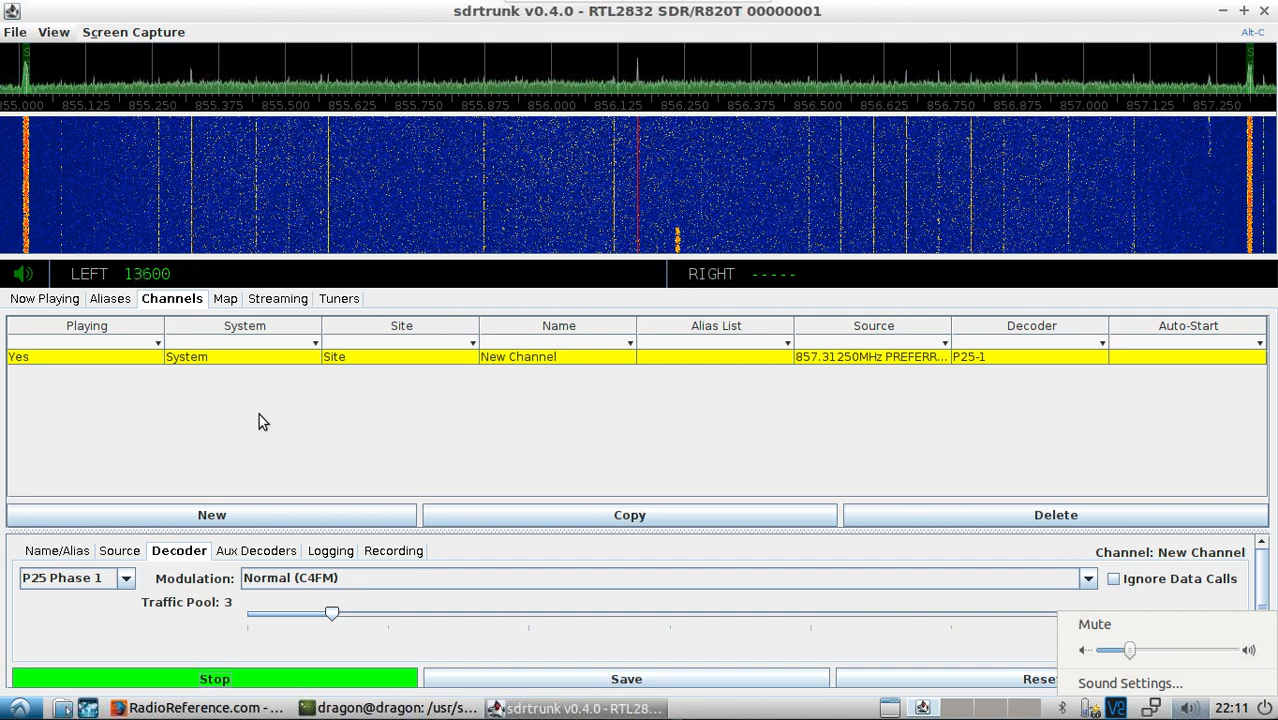 sdrtrunk v0.4.0 - RTL2832 SDR/R820T 00000001
File View Screen Capture Alt-C
S S
855.000 855.125 855.250 855.375 855.500 855.625 855.750 855.875 856.000 856.125 856.250 856.375 856.500 856.625 856.750 856.875 857.000 857.125 857.250
LEFT 13600 RIGHT -----
Now Playing Aliases Channels Map Streaming Tuners
Playing System Site Name Alias List Source Decoder Auto-Start
Yes System Site New Channel 857.31250MHz PREFERR... P25-1
New Copy Delete
Name/Alias Source Decoder Aux Decoders Logging Recording Channel: New Channel
P25 Phase 1 Modulation: Normal (C4FM) Ignore Data Calls
Traffic Pool: 3
Mute
Stop Save Rese
Sound Settings...
RadioReference.com - ... dragon@dragon: /usr/s... sdrtrunk v0.4.0 - RTL28... 22:11